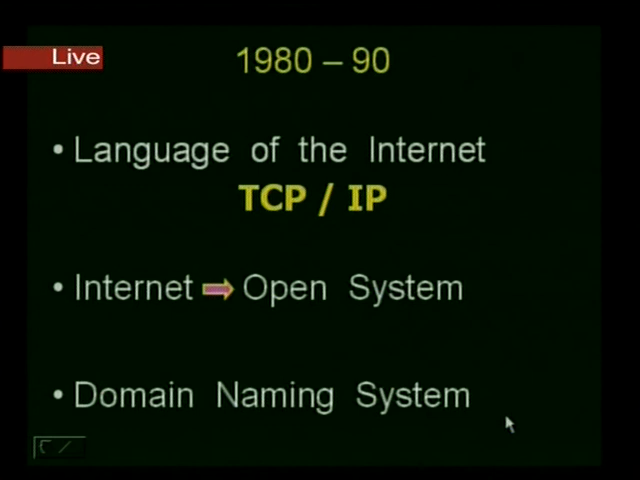 Live
1980 – 90
• Language of the Internet
TCP / IP
• Internet ➡ Open System
• Domain Naming System